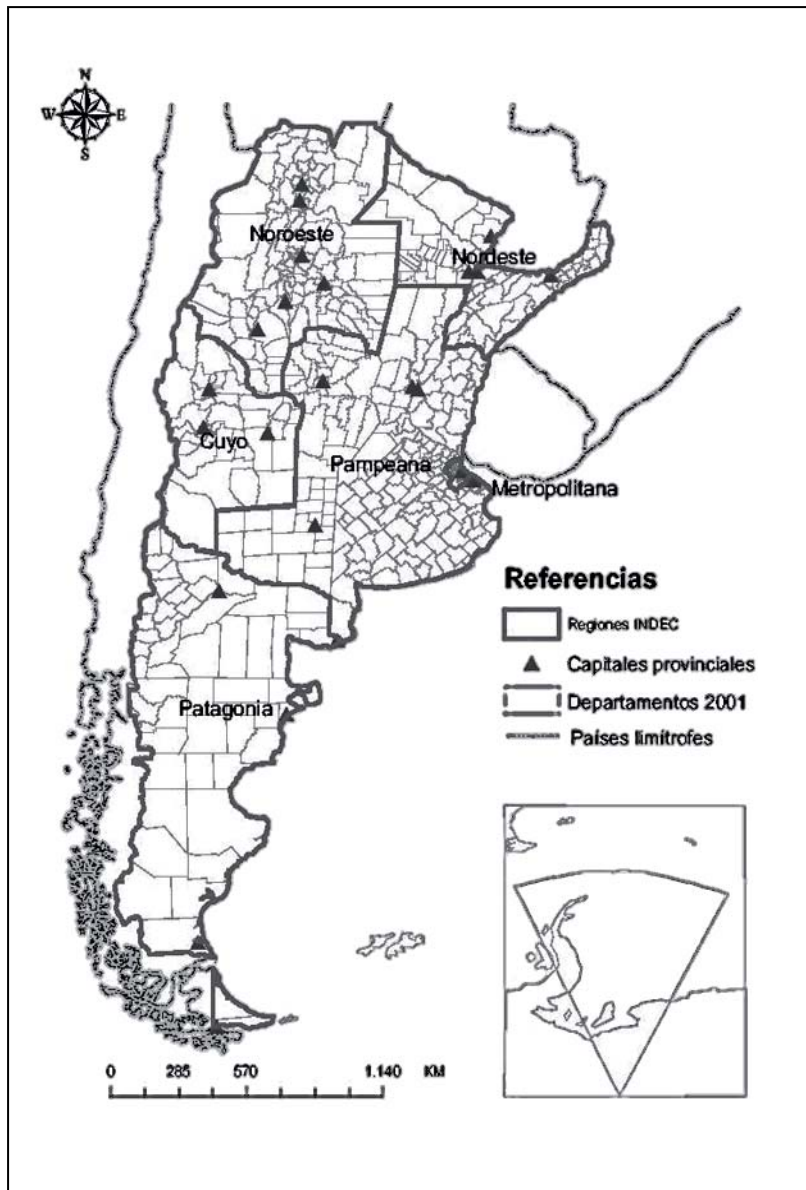 N
W E
S
Noroeste
Nordeste
Cuyo
Pampeana
Metropolitana
Referencias
Regiones INDEC
Capitales provinciales
Departamentos 2001
Países limítrofes
Patagonia
0 285 570 1.140 KM